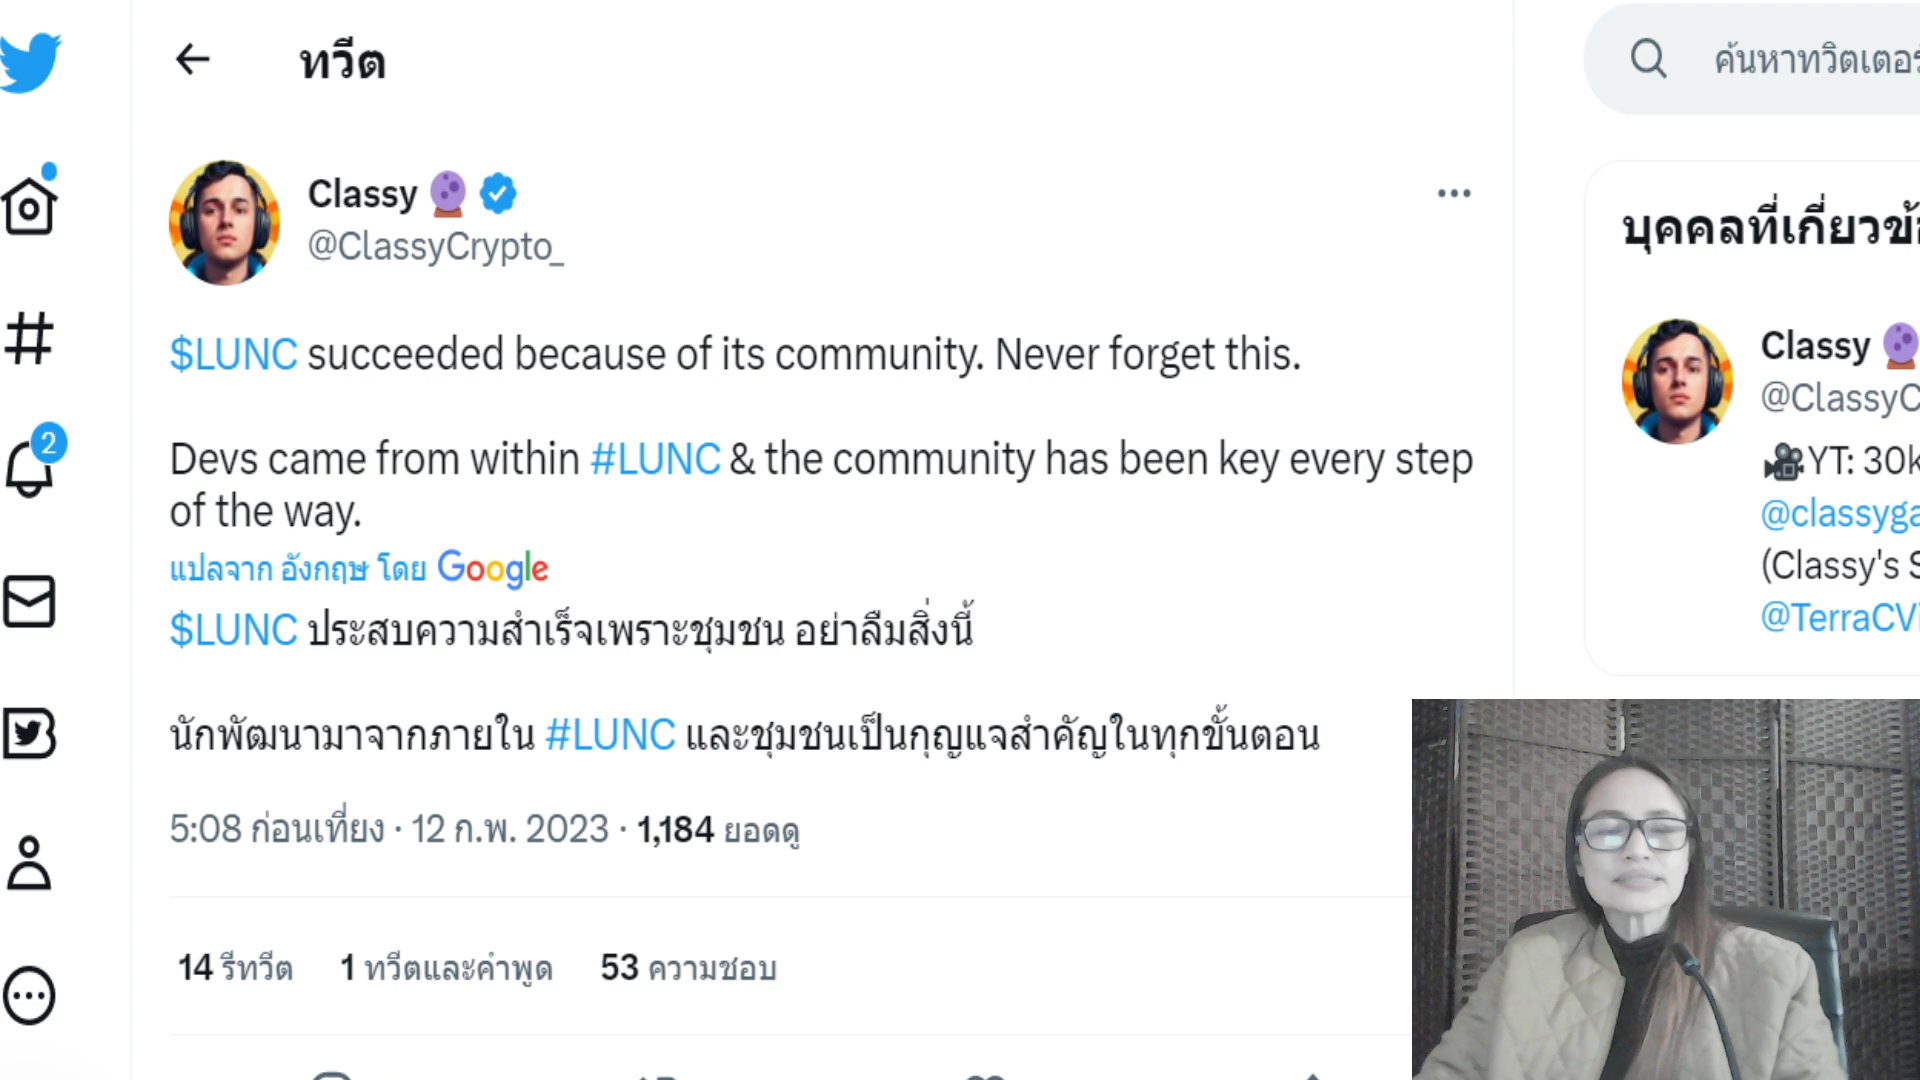 ทวีต
ค้นหาทวิตเตอร์
Classy
@ClassyCrypto_
$LUNC succeeded because of its community. Never forget this.
Devs came from within #LUNC & the community has been key every step
of the way.
แปลจาก อังกฤษ โดย Google
$LUNC ประสบความสำเร็จเพราะชุมชน อย่าลืมสิ่งนี้
นักพัฒนามาจากภายใน #LUNC และชุมชนเป็นกุญแจสำคัญในทุกขั้นตอน
5:08 ก่อนเที่ยง · 12 ก.พ. 2023 · 1,184 ยอดดู
14 รีทวีต 1 ทวีตและคำพูด 53 ความชอบ
2
บุคคลที่เกี่ยวข้อ
Classy
@ClassyC
YT: 30k
@classyga
(Classy's S
@TerraCVi